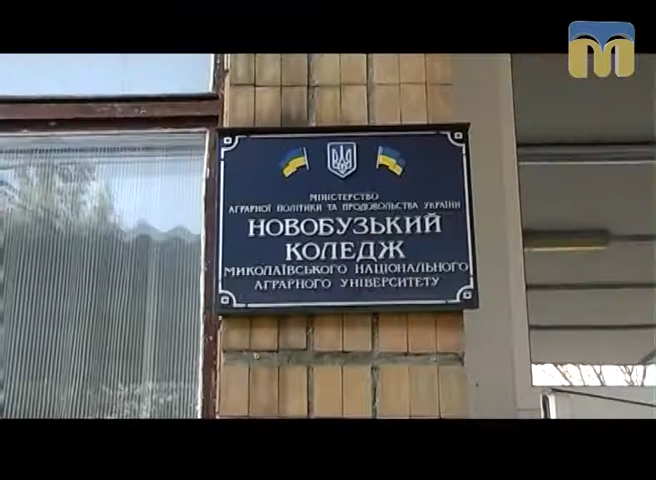 МІНІСТЕРСТВО
АГРАРНОЇ ПОЛІТИКИ ТА ПРОДОВОЛЬСТВА УКРАЇНИ
НОВОБУЗЬКИЙ
КОЛЕДЖ
МИКОЛАЇВСЬКОГО НАЦІОНАЛЬНОГО
АГРАРНОГО УНІВЕРСИТЕТУ